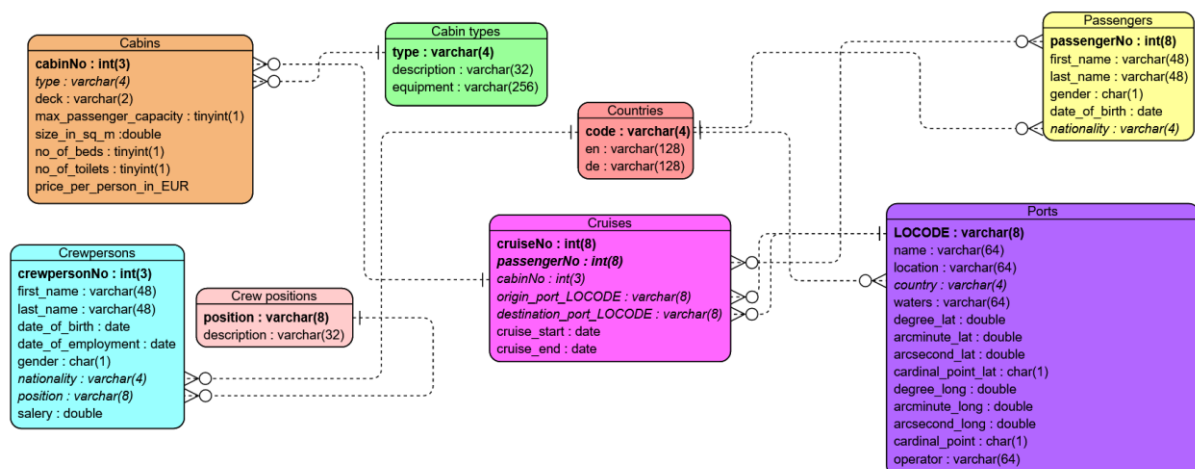 Cabins
cabinNo : int(3)
type : varchar(4)
deck : varchar(2)
max_passenger_capacity : tinyint(1)
size_in_sq_m :double
no_of_beds : tinyint(1)
no_of_toilets : tinyint(1)
price_per_person_in_EUR
Cabin types
type : varchar(4)
description : varchar(32)
equipment : varchar(256)
Passengers
passengerNo : int(8)
first_name : varchar(48)
last_name : varchar(48)
gender : char(1)
date_of_birth : date
nationality : varchar(4)
Countries
code : varchar(4)
en : varchar(128)
de : varchar(128)
Crewpersons
crewpersonNo : int(3)
first_name : varchar(48)
last_name : varchar(48)
date_of_birth : date
date_of_employment : date
gender : char(1)
nationality : varchar(4)
position : varchar(8)
salery : double
Crew positions
position : varchar(8)
description : varchar(32)
Cruises
cruiseNo : int(8)
passengerNo : int(8)
cabinNo : int(3)
origin_port_LOCODE : varchar(8)
destination_port_LOCODE : varchar(8)
cruise_start : date
cruise_end : date
Ports
LOCODE : varchar(8)
name : varchar(64)
location : varchar(64)
country : varchar(4)
waters : varchar(64)
degree_lat : double
arcminute_lat : double
arcsecond_lat : double
cardinal_point_lat : char(1)
degree_long : double
arcminute_long : double
arcsecond_long : double
cardinal_point : char(1)
operator : varchar(64)